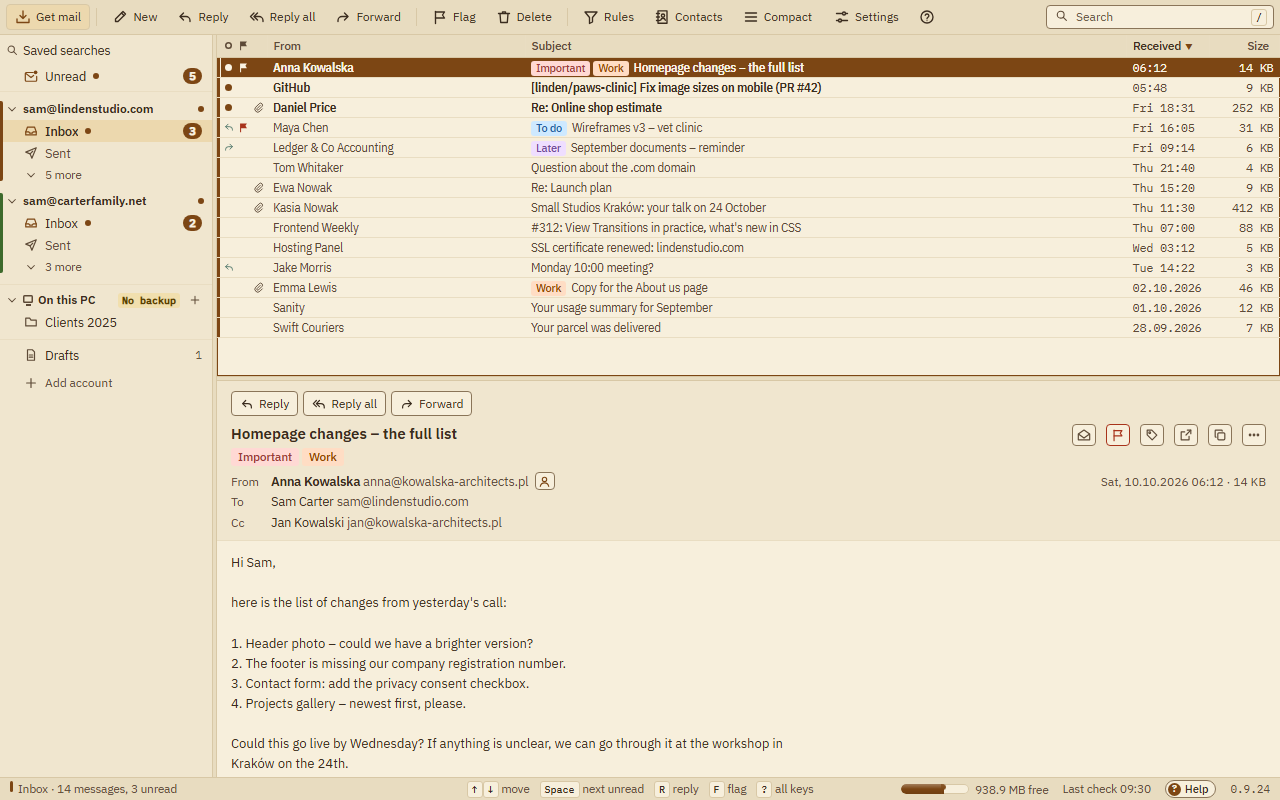 Get mail New Reply Reply all Forward Flag Delete Rules Contacts Compact Settings Search /
Saved searches
Unread 5
sam@lindenstudio.com
Inbox 3
Sent
5 more
sam@carterfamily.net
Inbox 2
Sent
3 more
On this PC No backup
Clients 2025
Drafts 1
Add account
From Subject Received Size
Anna Kowalska Important Work Homepage changes – the full list 06:12 14 KB
GitHub [linden/paws-clinic] Fix image sizes on mobile (PR #42) 05:48 9 KB
Daniel Price Re: Online shop estimate Fri 18:31 252 KB
Maya Chen To do Wireframes v3 – vet clinic Fri 16:05 31 KB
Ledger & Co Accounting Later September documents – reminder Fri 09:14 6 KB
Tom Whitaker Question about the .com domain Thu 21:40 4 KB
Ewa Nowak Re: Launch plan Thu 15:20 9 KB
Kasia Nowak Small Studios Kraków: your talk on 24 October Thu 11:30 412 KB
Frontend Weekly #312: View Transitions in practice, what's new in CSS Thu 07:00 88 KB
Hosting Panel SSL certificate renewed: lindenstudio.com Wed 03:12 5 KB
Jake Morris Monday 10:00 meeting? Tue 14:22 3 KB
Emma Lewis Work Copy for the About us page 02.10.2026 46 KB
Sanity Your usage summary for September 01.10.2026 12 KB
Swift Couriers Your parcel was delivered 28.09.2026 7 KB
Reply Reply all Forward
Homepage changes – the full list
Important Work
From Anna Kowalska anna@kowalska-architects.pl Sat, 10.10.2026 06:12 · 14 KB
To Sam Carter sam@lindenstudio.com
Cc Jan Kowalski jan@kowalska-architects.pl
Hi Sam,
here is the list of changes from yesterday's call:
1. Header photo – could we have a brighter version?
2. The footer is missing our company registration number.
3. Contact form: add the privacy consent checkbox.
4. Projects gallery – newest first, please.
Could this go live by Wednesday? If anything is unclear, we can go through it at the workshop in
Kraków on the 24th.
Inbox · 14 messages, 3 unread ↑ ↓ move Space next unread R reply F flag ? all keys 938.9 MB free Last check 09:30 ? Help 0.9.24